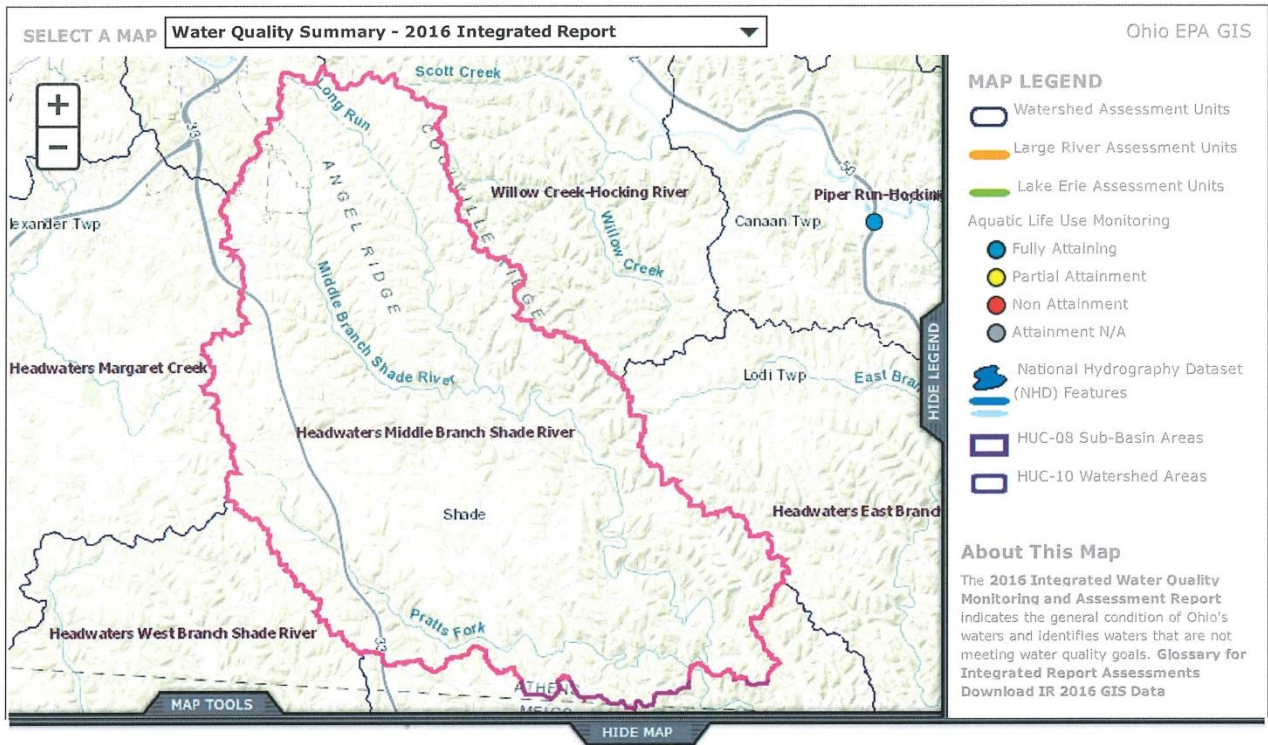 SELECT A MAP
Water Quality Summary - 2016 Integrated Report
Ohio EPA GIS
+
−
33
Scott Creek
Long Run
COOLVILLE RIDGE
ANGEL RIDGE
Willow Creek-Hocking River
Willow Creek
50
Piper Run-Hocking
Canaan Twp
lexander Twp
Middle Branch Shade River
Headwaters Margaret Creek
Lodi Twp
East Bran
Headwaters Middle Branch Shade River
Shade
Headwaters East Branch
Pratts Fork
Headwaters West Branch Shade River
33
ATHENS
MEIGS
MAP TOOLS
HIDE MAP
HIDE LEGEND
MAP LEGEND
Watershed Assessment Units
Large River Assessment Units
Lake Erie Assessment Units
Aquatic Life Use Monitoring
Fully Attaining
Partial Attainment
Non Attainment
Attainment N/A
National Hydrography Dataset
(NHD) Features
HUC-08 Sub-Basin Areas
HUC-10 Watershed Areas
About This Map
The 2016 Integrated Water Quality
Monitoring and Assessment Report
indicates the general condition of Ohio's
waters and identifies waters that are not
meeting water quality goals. Glossary for
Integrated Report Assessments
Download IR 2016 GIS Data